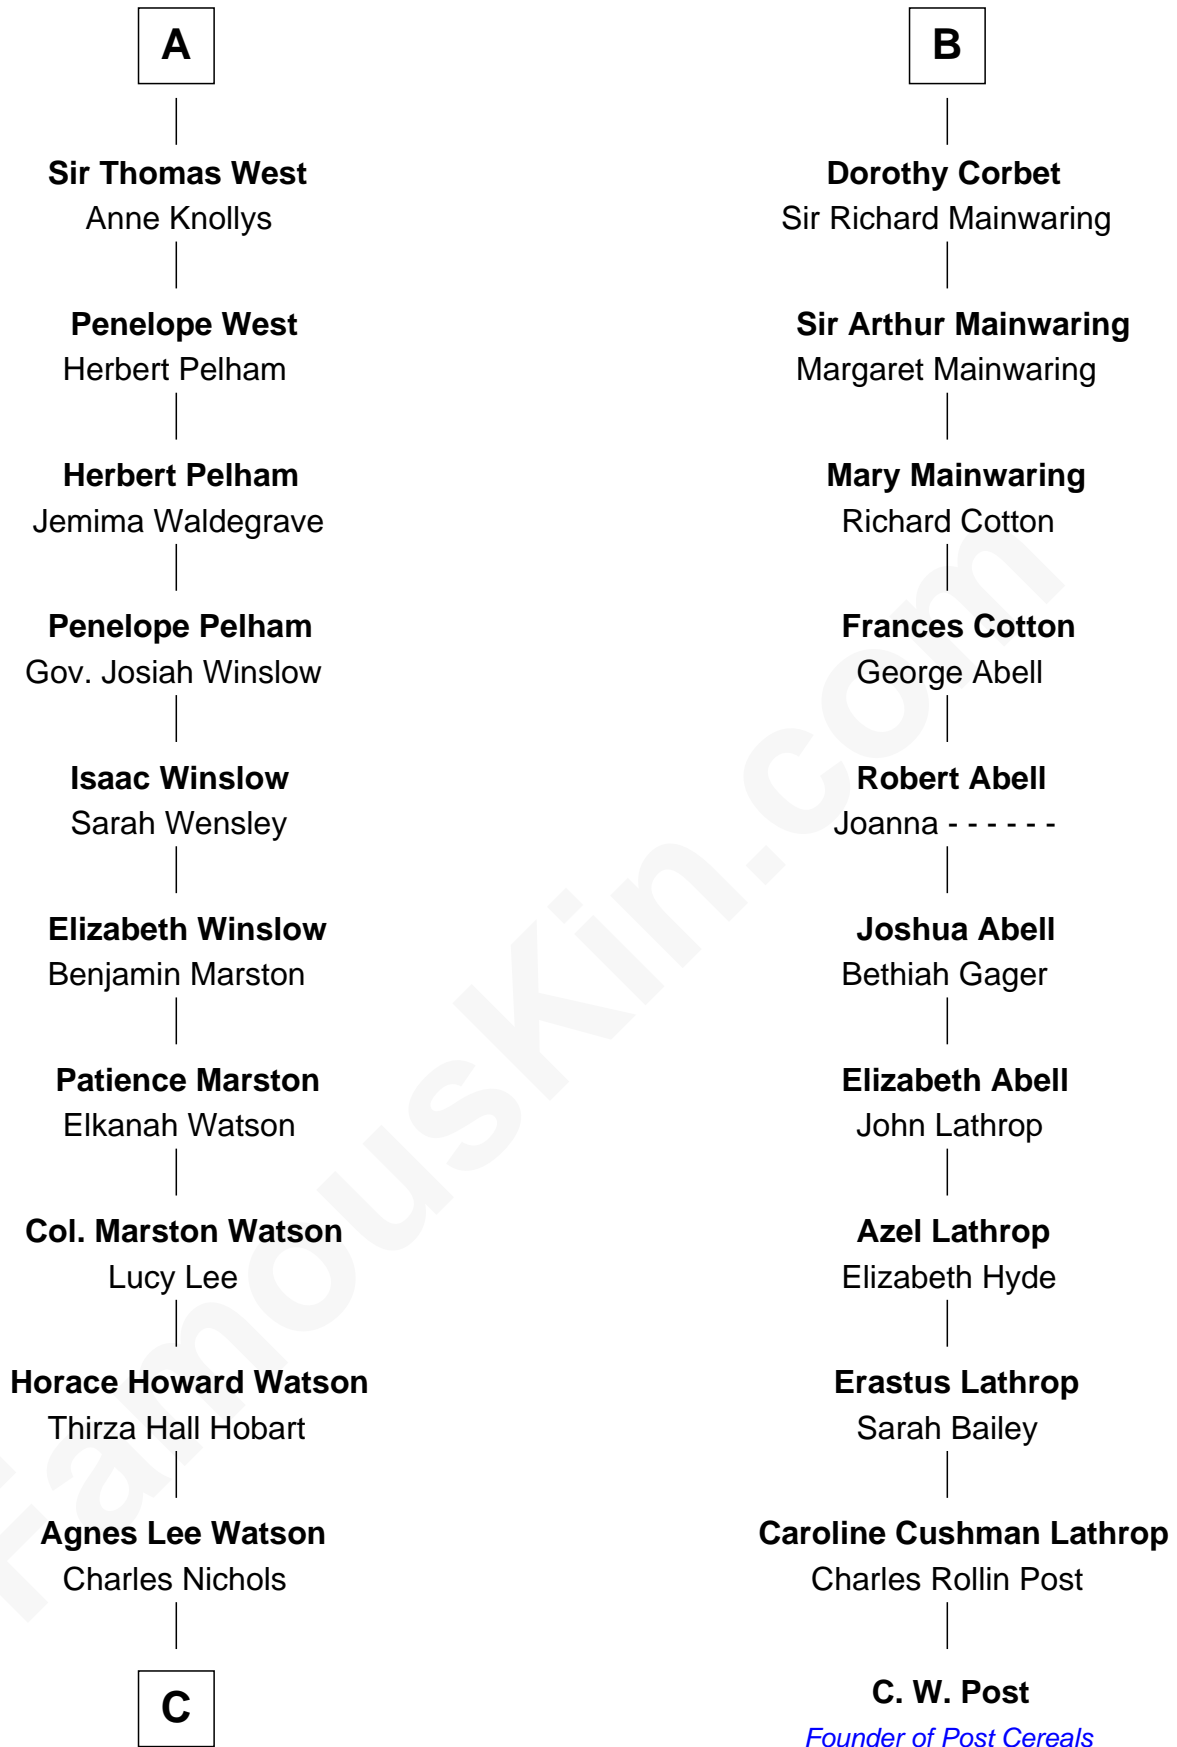 A
Sir Thomas West
Anne Knollys
Penelope West
Herbert Pelham
Herbert Pelham
Jemima Waldegrave
Penelope Pelham
Gov. Josiah Winslow
Isaac Winslow
Sarah Wensley
Elizabeth Winslow
Benjamin Marston
Patience Marston
Elkanah Watson
Col. Marston Watson
Lucy Lee
Horace Howard Watson
Thirza Hall Hobart
Agnes Lee Watson
Charles Nichols
C
B
Dorothy Corbet
Sir Richard Mainwaring
Sir Arthur Mainwaring
Margaret Mainwaring
Mary Mainwaring
Richard Cotton
Frances Cotton
George Abell
Robert Abell
Joanna - - - - - -
Joshua Abell
Bethiah Gager
Elizabeth Abell
John Lathrop
Azel Lathrop
Elizabeth Hyde
Erastus Lathrop
Sarah Bailey
Caroline Cushman Lathrop
Charles Rollin Post
C. W. Post
Founder of Post Cereals
FamousKin.com